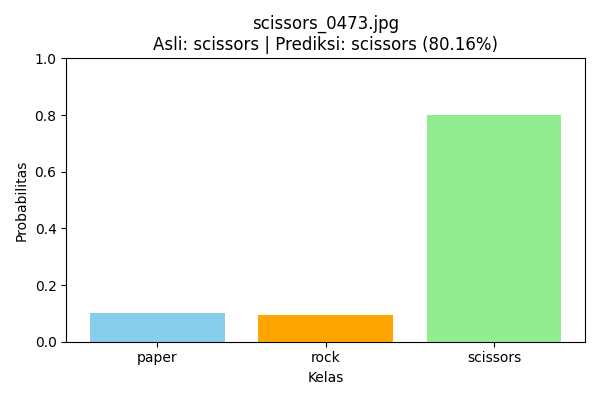 scissors_0473.jpg
Asli: scissors | Prediksi: scissors (80.16%)
1.0
0.8
0.6
0.4
0.2
0.0
Probabilitas
paper rock scissors
Kelas